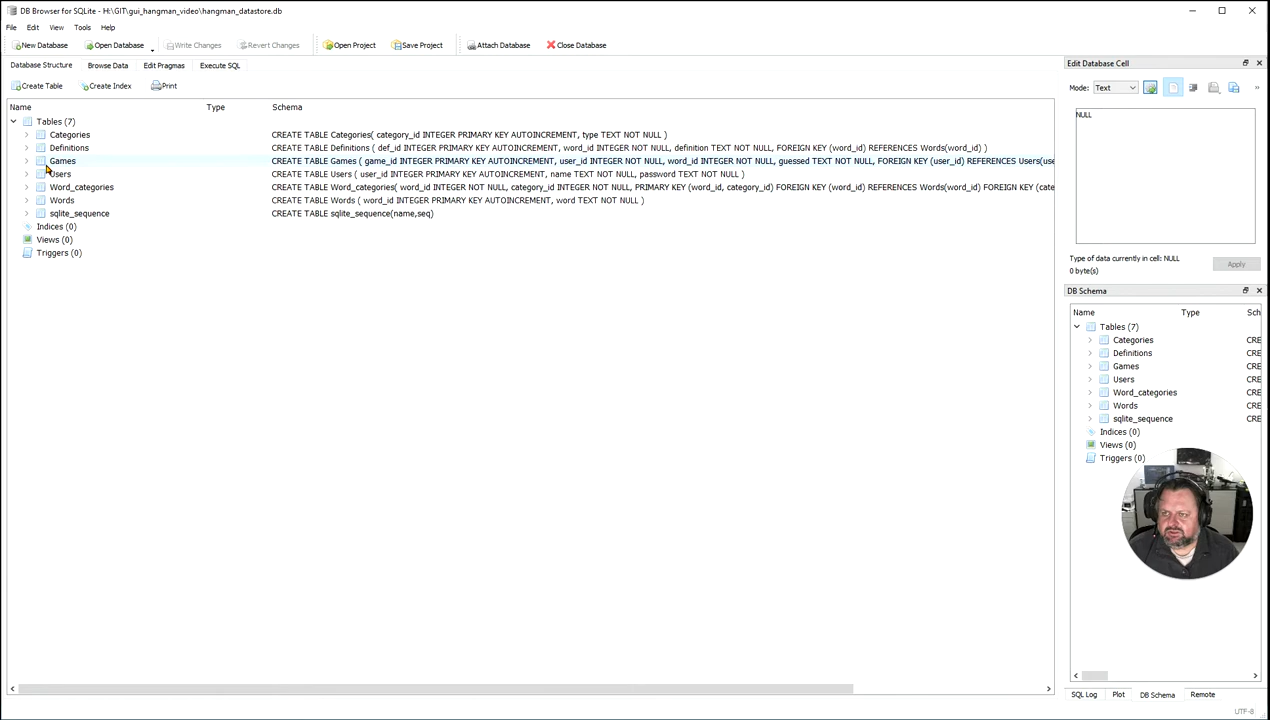 DB Browser for SQLite - H:\GIT\gui_hangman_video\hangman_datastore.db
File Edit View Tools Help
New Database Open Database Write Changes Revert Changes Open Project Save Project Attach Database Close Database
Database Structure Browse Data Edit Pragmas Execute SQL
Create Table Create Index Print
Name Type Schema
Tables (7)
Categories CREATE TABLE Categories( category_id INTEGER PRIMARY KEY AUTOINCREMENT, type TEXT NOT NULL )
Definitions CREATE TABLE Definitions ( def_id INTEGER PRIMARY KEY AUTOINCREMENT, word_id INTEGER NOT NULL, definition TEXT NOT NULL, FOREIGN KEY (word_id) REFERENCES Words(word_id) )
Games CREATE TABLE Games ( game_id INTEGER PRIMARY KEY AUTOINCREMENT, user_id INTEGER NOT NULL, word_id INTEGER NOT NULL, guessed TEXT NOT NULL, FOREIGN KEY (user_id) REFERENCES Users(use
Users CREATE TABLE Users ( user_id INTEGER PRIMARY KEY AUTOINCREMENT, name TEXT NOT NULL, password TEXT NOT NULL )
Word_categories CREATE TABLE Word_categories( word_id INTEGER NOT NULL, category_id INTEGER NOT NULL, PRIMARY KEY (word_id, category_id) FOREIGN KEY (word_id) REFERENCES Words(word_id) FOREIGN KEY (cate
Words CREATE TABLE Words ( word_id INTEGER PRIMARY KEY AUTOINCREMENT, word TEXT NOT NULL )
sqlite_sequence CREATE TABLE sqlite_sequence(name,seq)
Indices (0)
Views (0)
Triggers (0)
Edit Database Cell
Mode: Text
NULL
Type of data currently in cell: NULL
0 byte(s)
Apply
DB Schema
Name Type Sch
Tables (7)
Categories CRE
Definitions CRE
Games CRE
Users CRE
Word_categories CRE
Words CRE
sqlite_sequence CRE
Indices (0)
Views (0)
Triggers (0)
SQL Log Plot DB Schema Remote
UTF-8